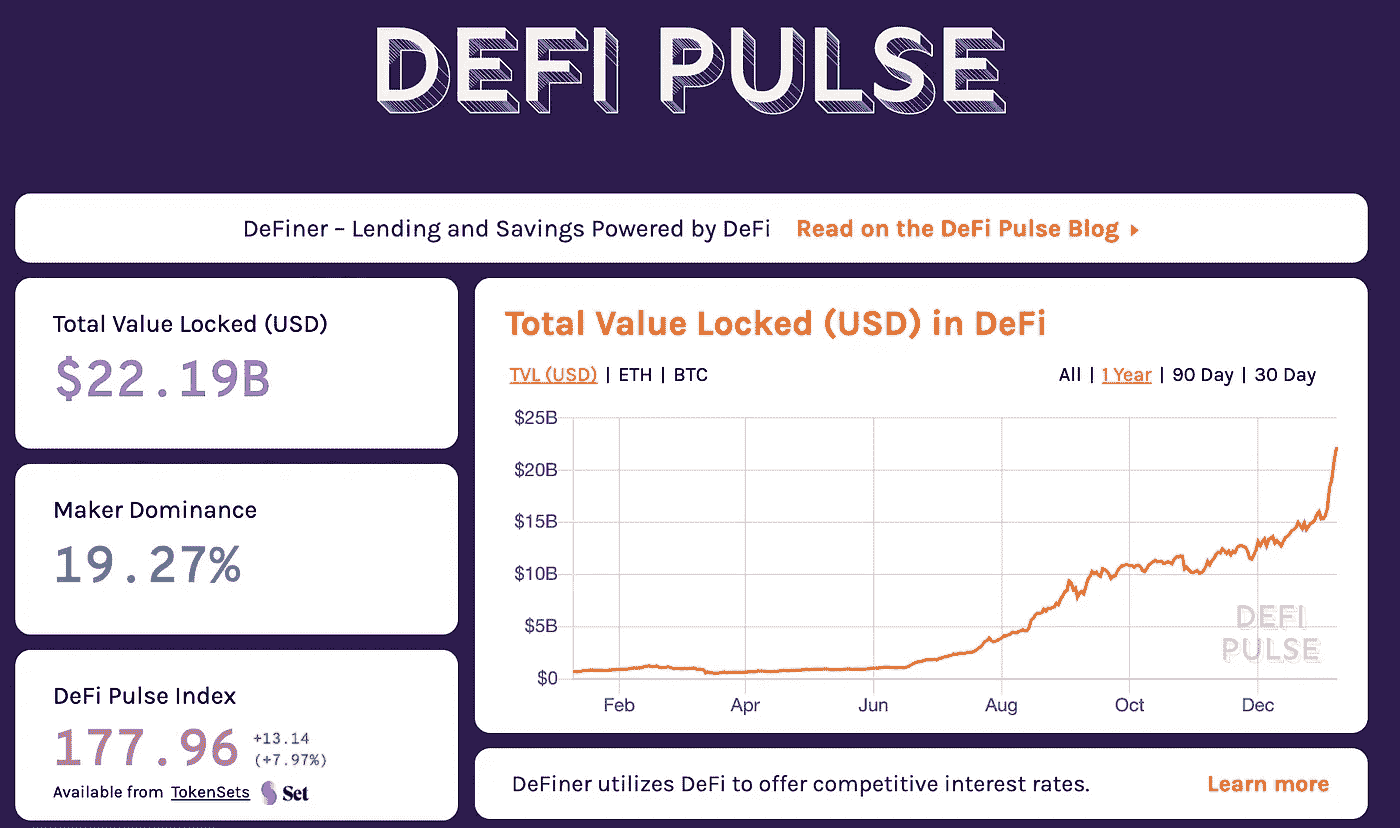 DEFI PULSE
DeFiner – Lending and Savings Powered by DeFi Read on the DeFi Pulse Blog ▸
Total Value Locked (USD)
$22.19B
Maker Dominance
19.27%
DeFi Pulse Index
177.96 +13.14
(+7.97%)
Available from TokenSets Set
Total Value Locked (USD) in DeFi
TVL (USD) | ETH | BTC
All | 1 Year | 90 Day | 30 Day
$25B
$20B
$15B
$10B
$5B
$0
Feb Apr Jun Aug Oct Dec
DEFI
PULSE
DeFiner utilizes DeFi to offer competitive interest rates. Learn more